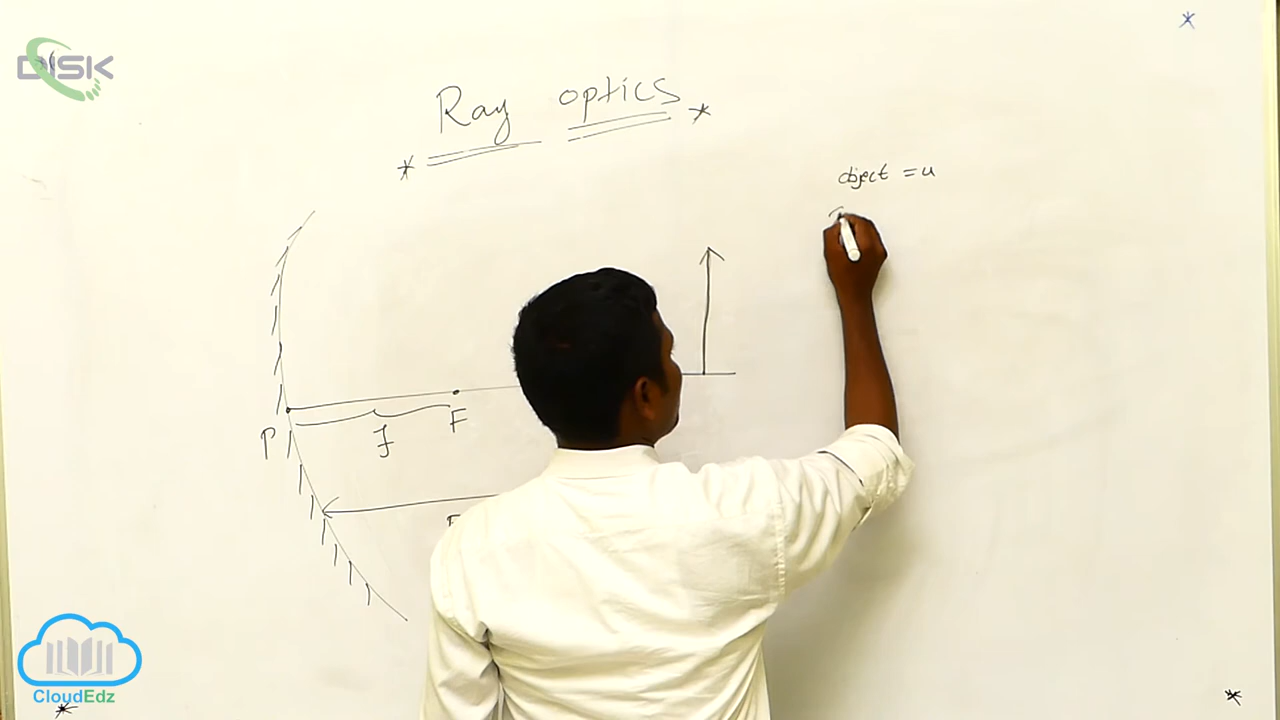 DISK
Ray optics
object = u
P
f
F
CloudEdz